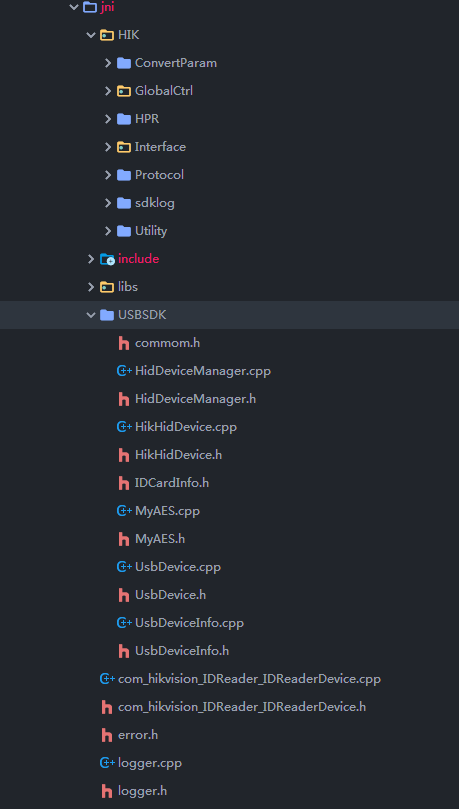 jni
HIK
ConvertParam
GlobalCtrl
HPR
Interface
Protocol
sdklog
Utility
include
libs
USBSDK
commom.h
HidDeviceManager.cpp
HidDeviceManager.h
HikHidDevice.cpp
HikHidDevice.h
IDCardInfo.h
MyAES.cpp
MyAES.h
UsbDevice.cpp
UsbDevice.h
UsbDeviceInfo.cpp
UsbDeviceInfo.h
com_hikvision_IDReader_IDReaderDevice.cpp
com_hikvision_IDReader_IDReaderDevice.h
error.h
logger.cpp
logger.h